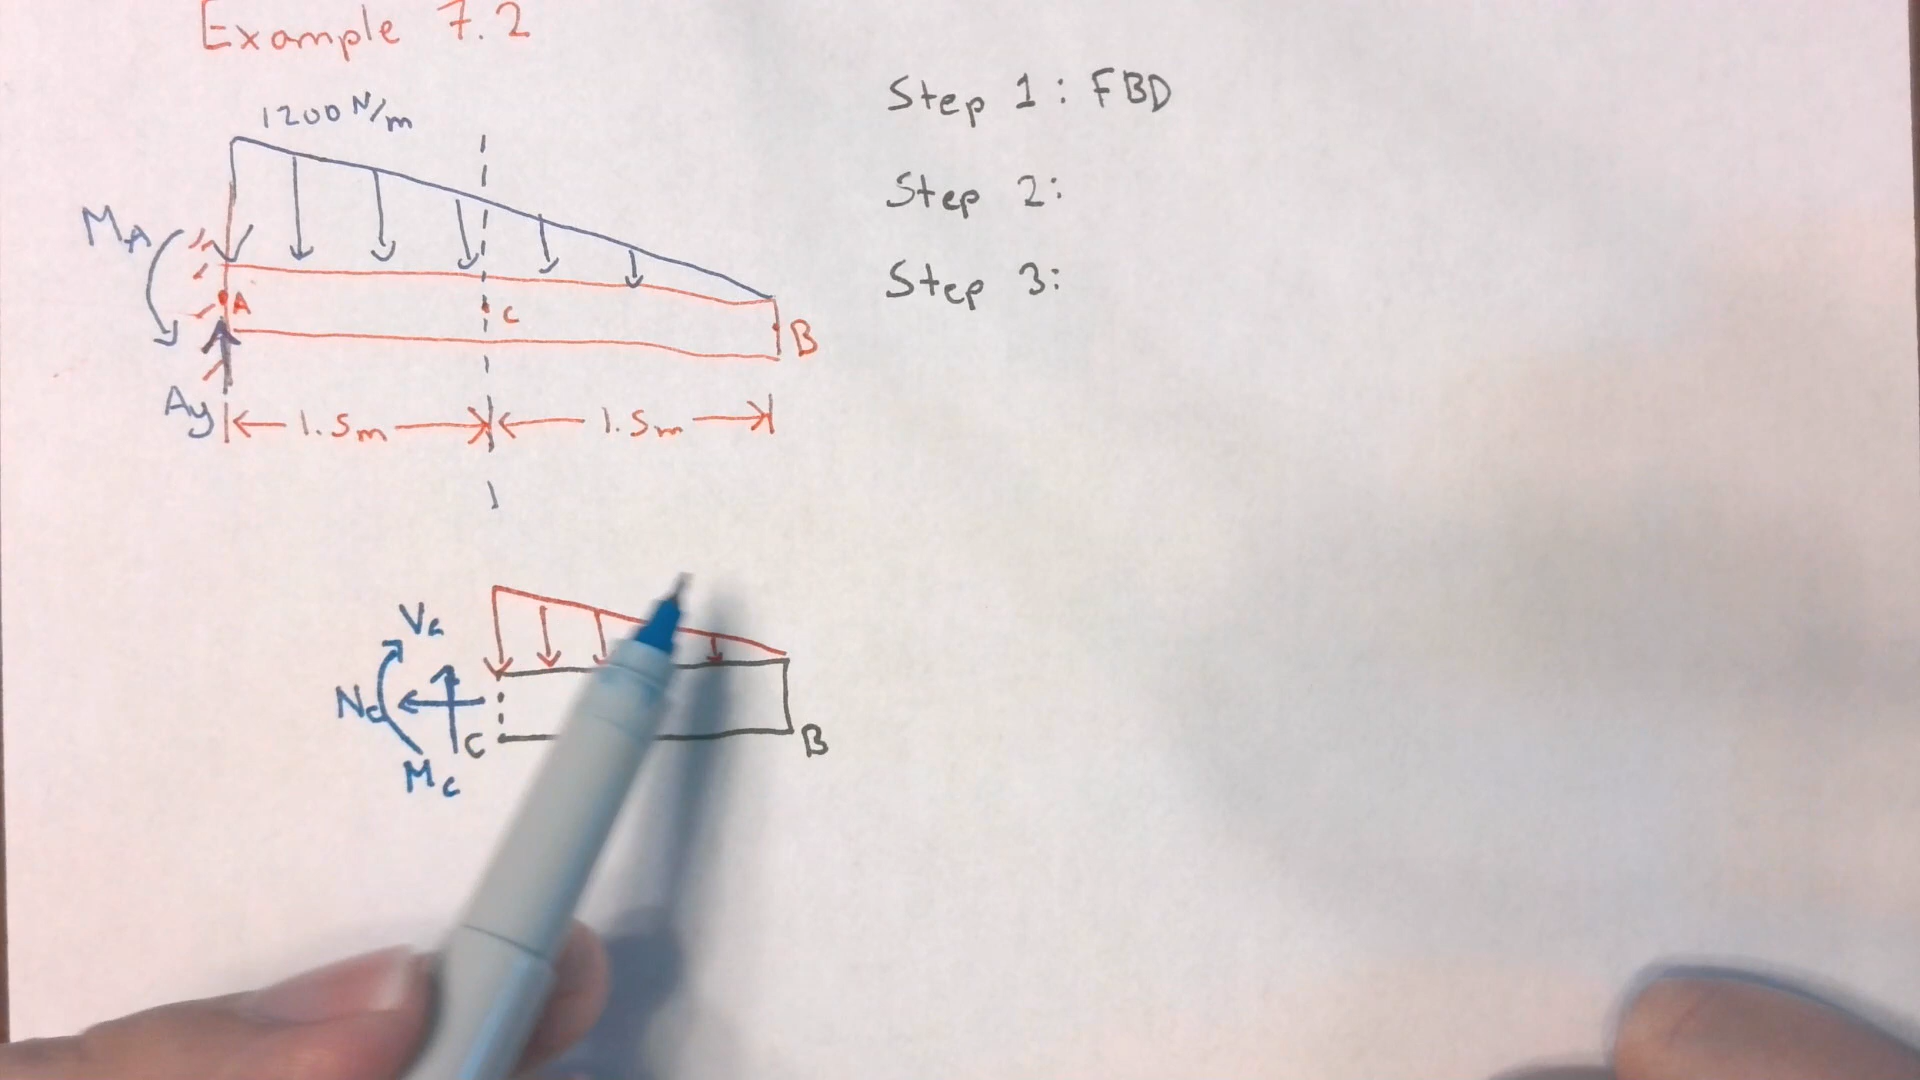 Example 7.2
1200 N/m
MA
A
C
B
Ay
1.5m
1.5m
Step 1: FBD
Step 2:
Step 3:
Vc
Nc
C
Mc
B